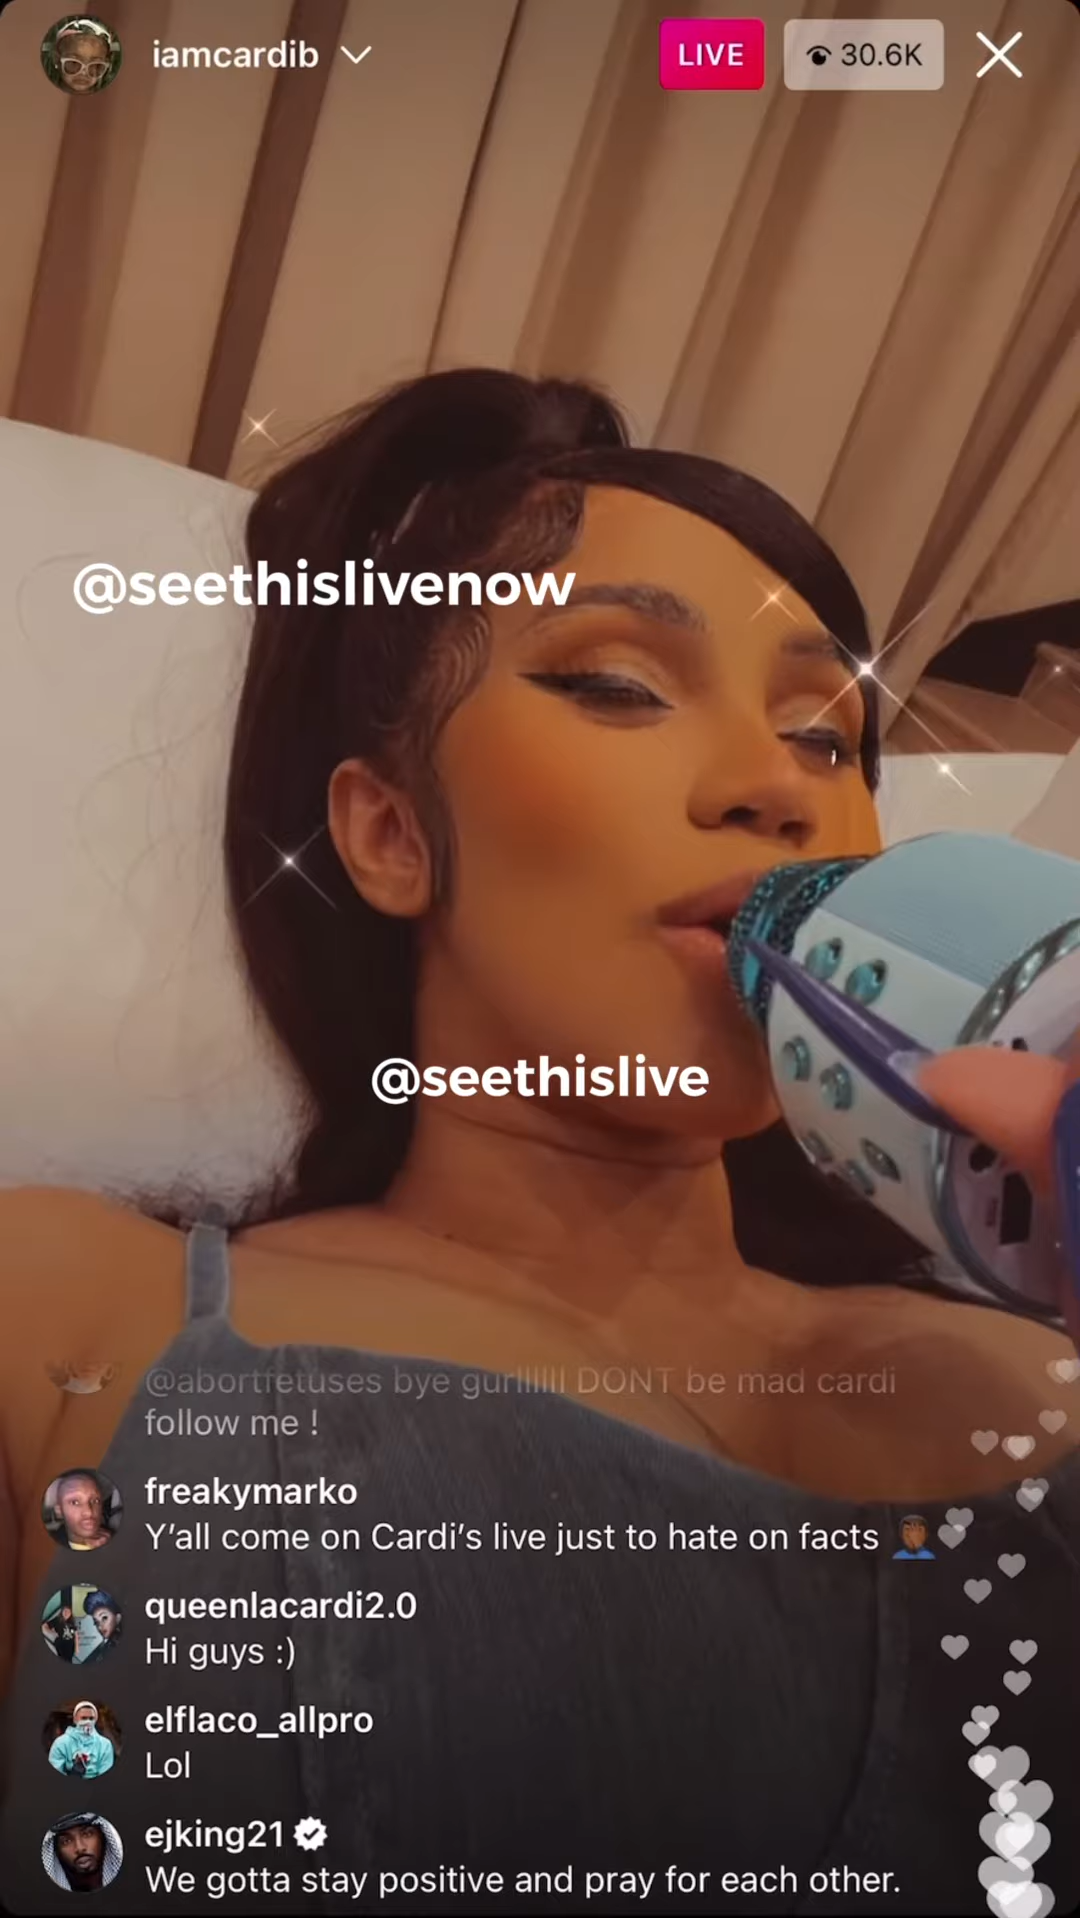 iamcardib
LIVE
30.6K
@seethislivenow
@seethislive
@abortfetuses bye gurllllll DONT be mad cardi
follow me !
freakymarko
Y’all come on Cardi’s live just to hate on facts 🤦🏾‍♂️
queenlacardi2.0
Hi guys :)
elflaco_allpro
Lol
ejking21
We gotta stay positive and pray for each other.